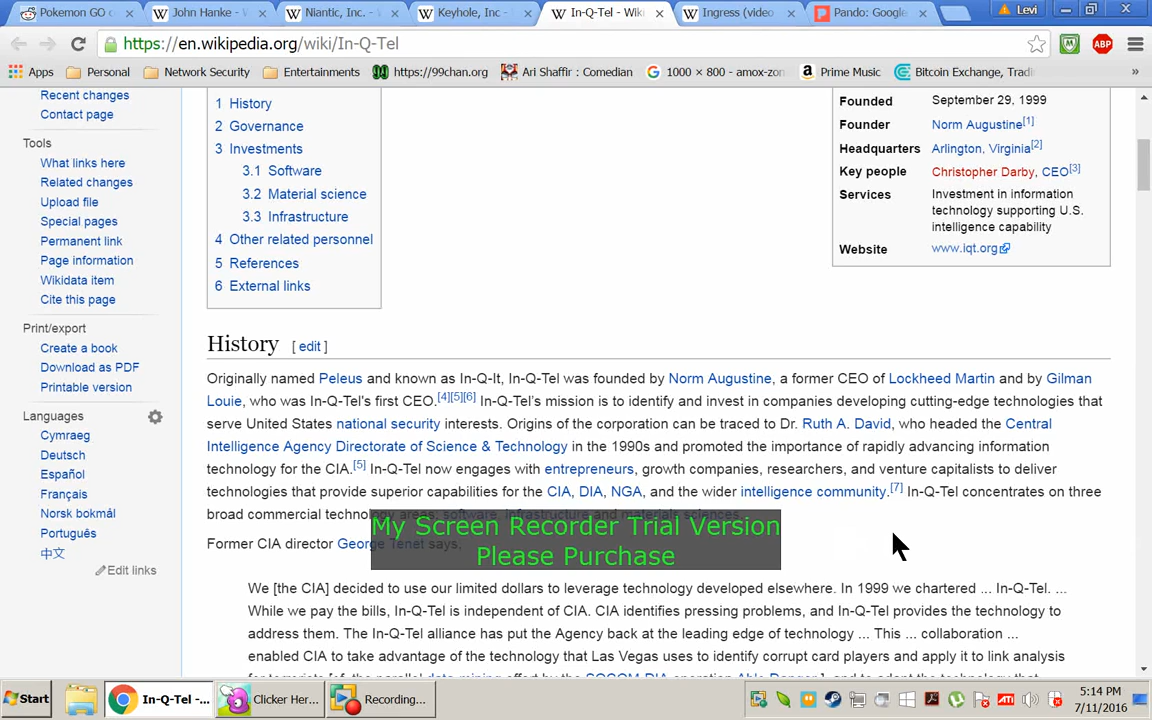 Pokemon GO
John Hanke -
Niantic, Inc. -
Keyhole, Inc -
In-Q-Tel - Wiki
Ingress (video
Pando: Google
Levi
https://en.wikipedia.org/wiki/In-Q-Tel
ABP
Apps
Personal
Network Security
Entertainments
https://99chan.org
Ari Shaffir : Comedian
1000 × 800 - amox-zon
Prime Music
Bitcoin Exchange, Tradi
»
Recent changes
Contact page
Tools
What links here
Related changes
Upload file
Special pages
Permanent link
Page information
Wikidata item
Cite this page
Print/export
Create a book
Download as PDF
Printable version
Languages
Cymraeg
Deutsch
Español
Français
Norsk bokmål
Português
中文
Edit links
1 History
2 Governance
3 Investments
3.1 Software
3.2 Material science
3.3 Infrastructure
4 Other related personnel
5 References
6 External links
Founded September 29, 1999
Founder Norm Augustine[1]
Headquarters Arlington, Virginia[2]
Key people Christopher Darby, CEO[3]
Services Investment in information
technology supporting U.S.
intelligence capability
Website www.iqt.org
History [ edit ]
Originally named Peleus and known as In-Q-It, In-Q-Tel was founded by Norm Augustine, a former CEO of Lockheed Martin and by Gilman
Louie, who was In-Q-Tel's first CEO.[4][5][6] In-Q-Tel's mission is to identify and invest in companies developing cutting-edge technologies that
serve United States national security interests. Origins of the corporation can be traced to Dr. Ruth A. David, who headed the Central
Intelligence Agency Directorate of Science & Technology in the 1990s and promoted the importance of rapidly advancing information
technology for the CIA.[5] In-Q-Tel now engages with entrepreneurs, growth companies, researchers, and venture capitalists to deliver
technologies that provide superior capabilities for the CIA, DIA, NGA, and the wider intelligence community.[7] In-Q-Tel concentrates on three
broad commercial technology areas: software, infrastructure and materials sciences.
My Screen Recorder Trial Version
Please Purchase
Former CIA director George Tenet says,
We [the CIA] decided to use our limited dollars to leverage technology developed elsewhere. In 1999 we chartered ... In-Q-Tel. ...
While we pay the bills, In-Q-Tel is independent of CIA. CIA identifies pressing problems, and In-Q-Tel provides the technology to
address them. The In-Q-Tel alliance has put the Agency back at the leading edge of technology ... This ... collaboration ...
enabled CIA to take advantage of the technology that Las Vegas uses to identify corrupt card players and apply it to link analysis
Start
In-Q-Tel -...
Clicker Her...
Recording...
ATI
5:14 PM
7/11/2016